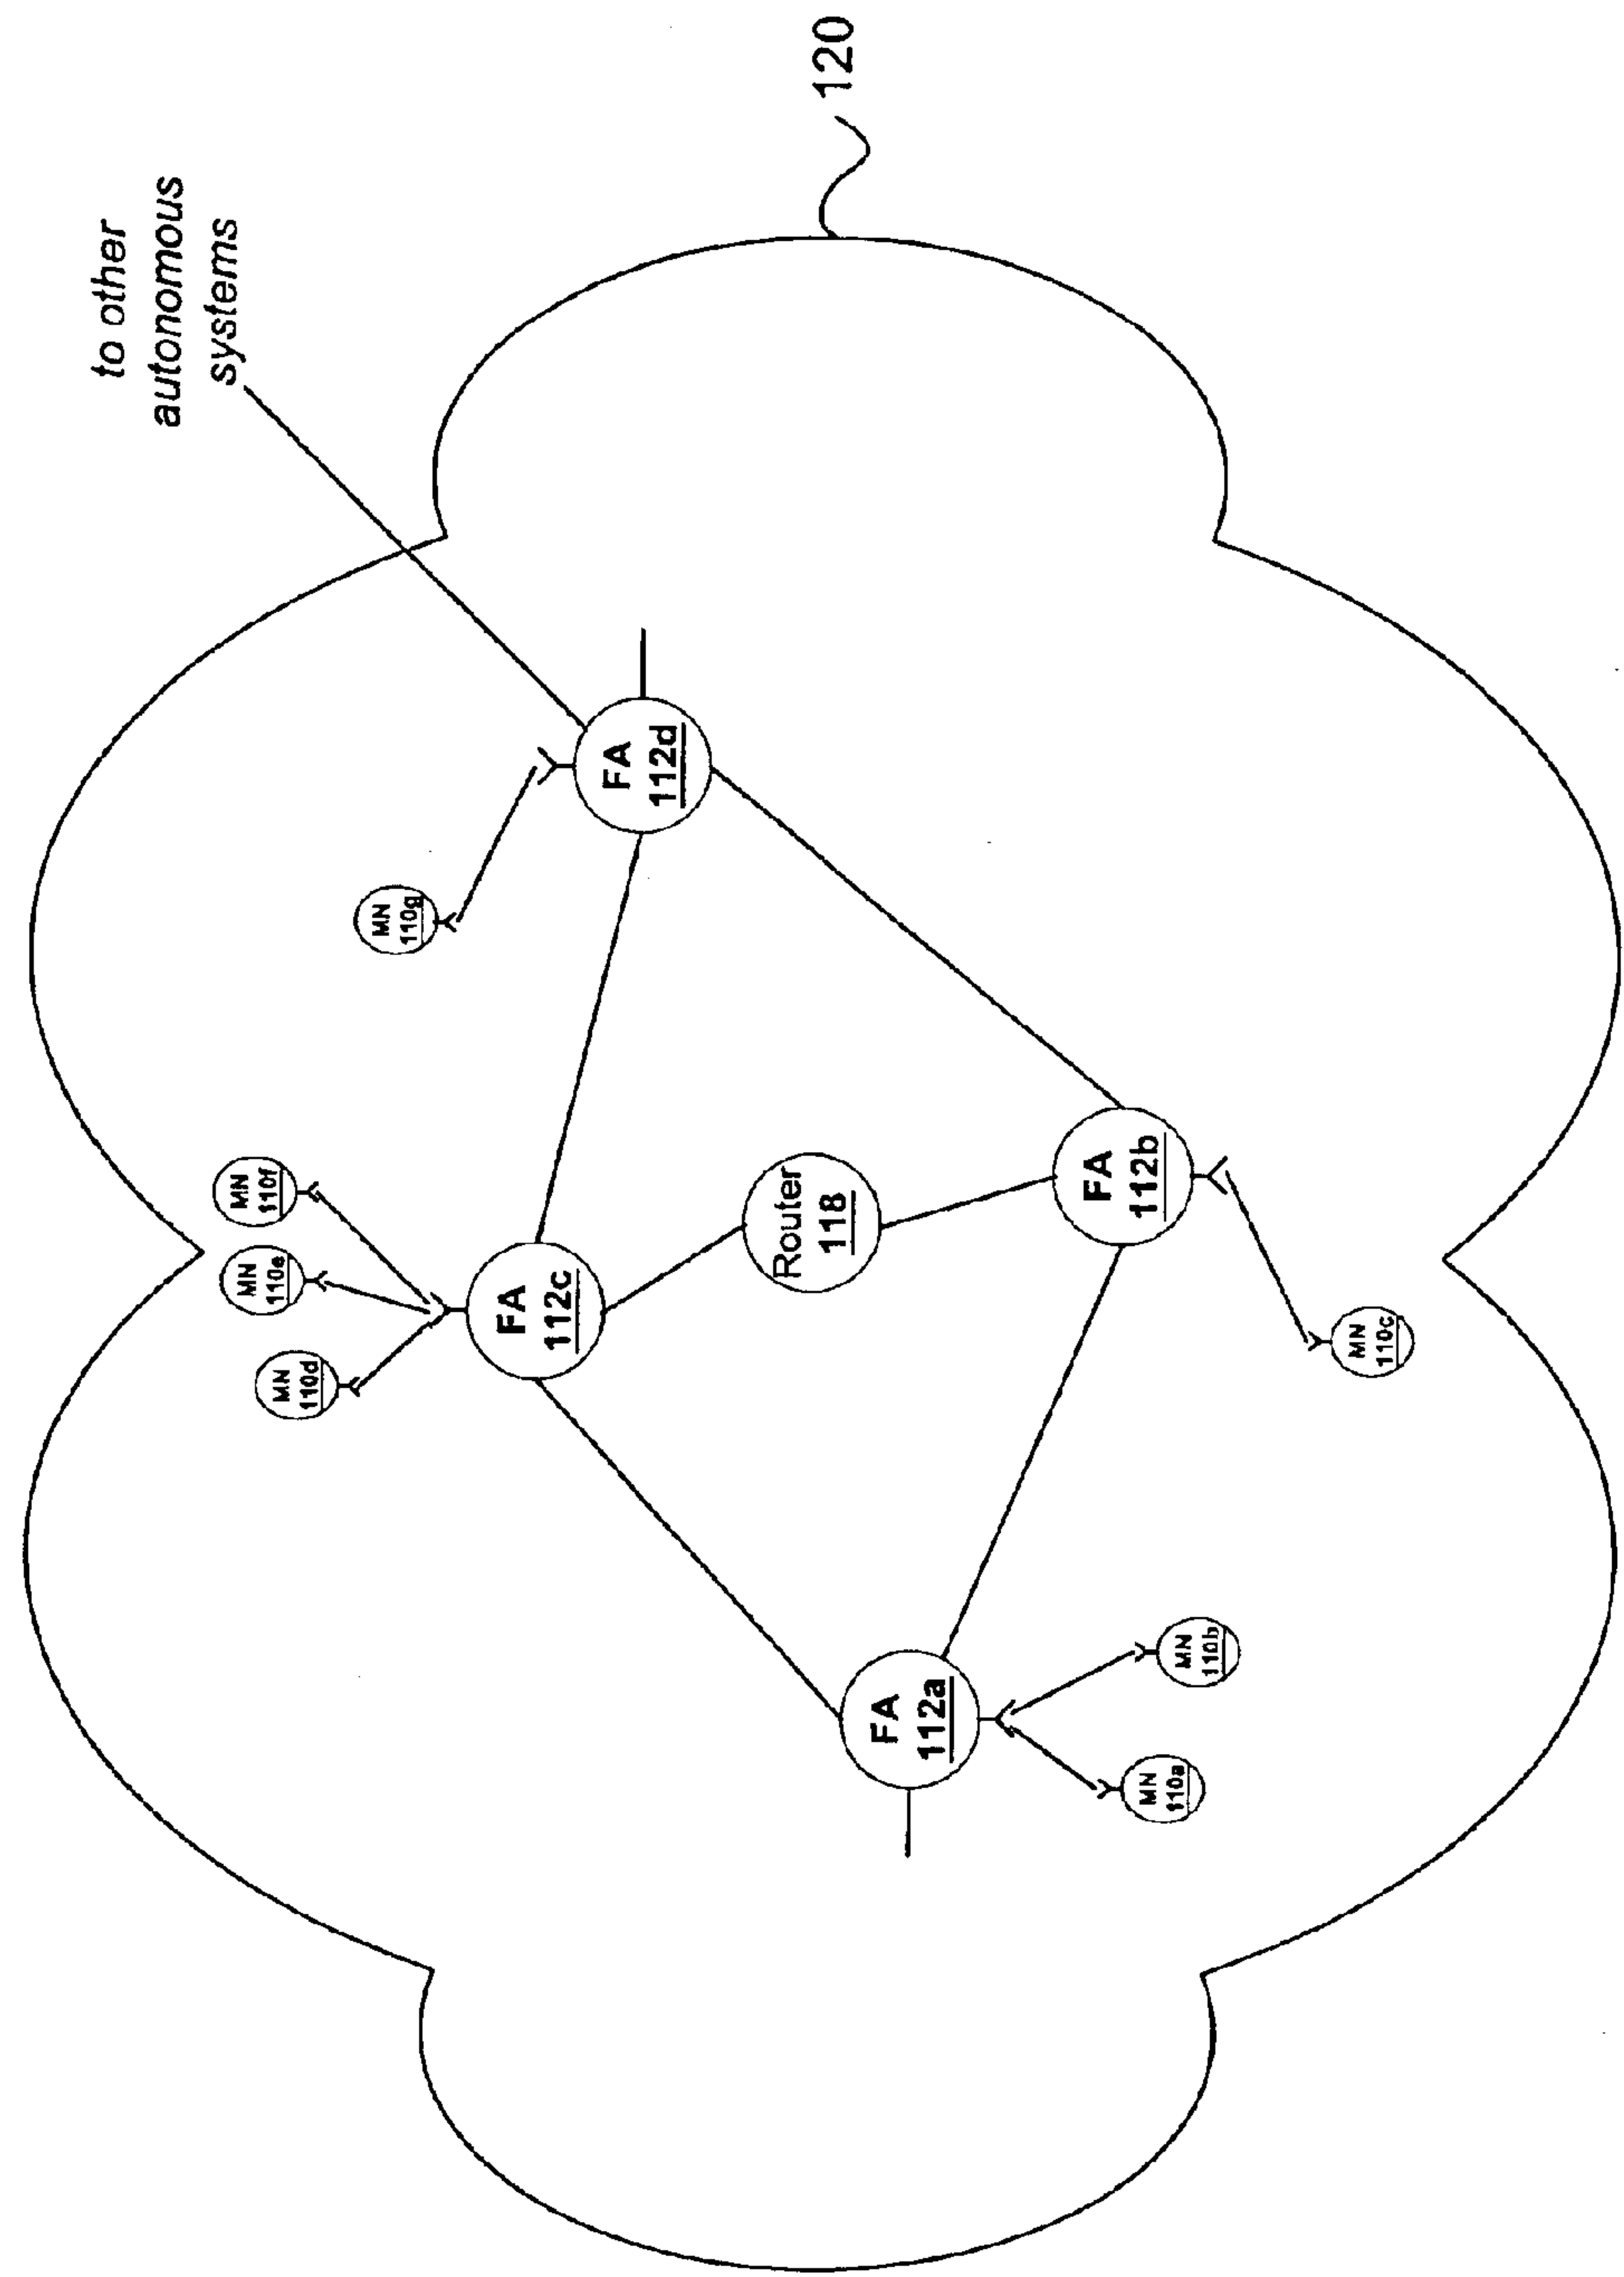 to other
autonomous
systems
120
MN
110f
MN
110e
MN
110d
MN
110g
FA
112d
FA
112c
Router
118
FA
112b
FA
112a
MN
110b
MN
110a
MN
110c